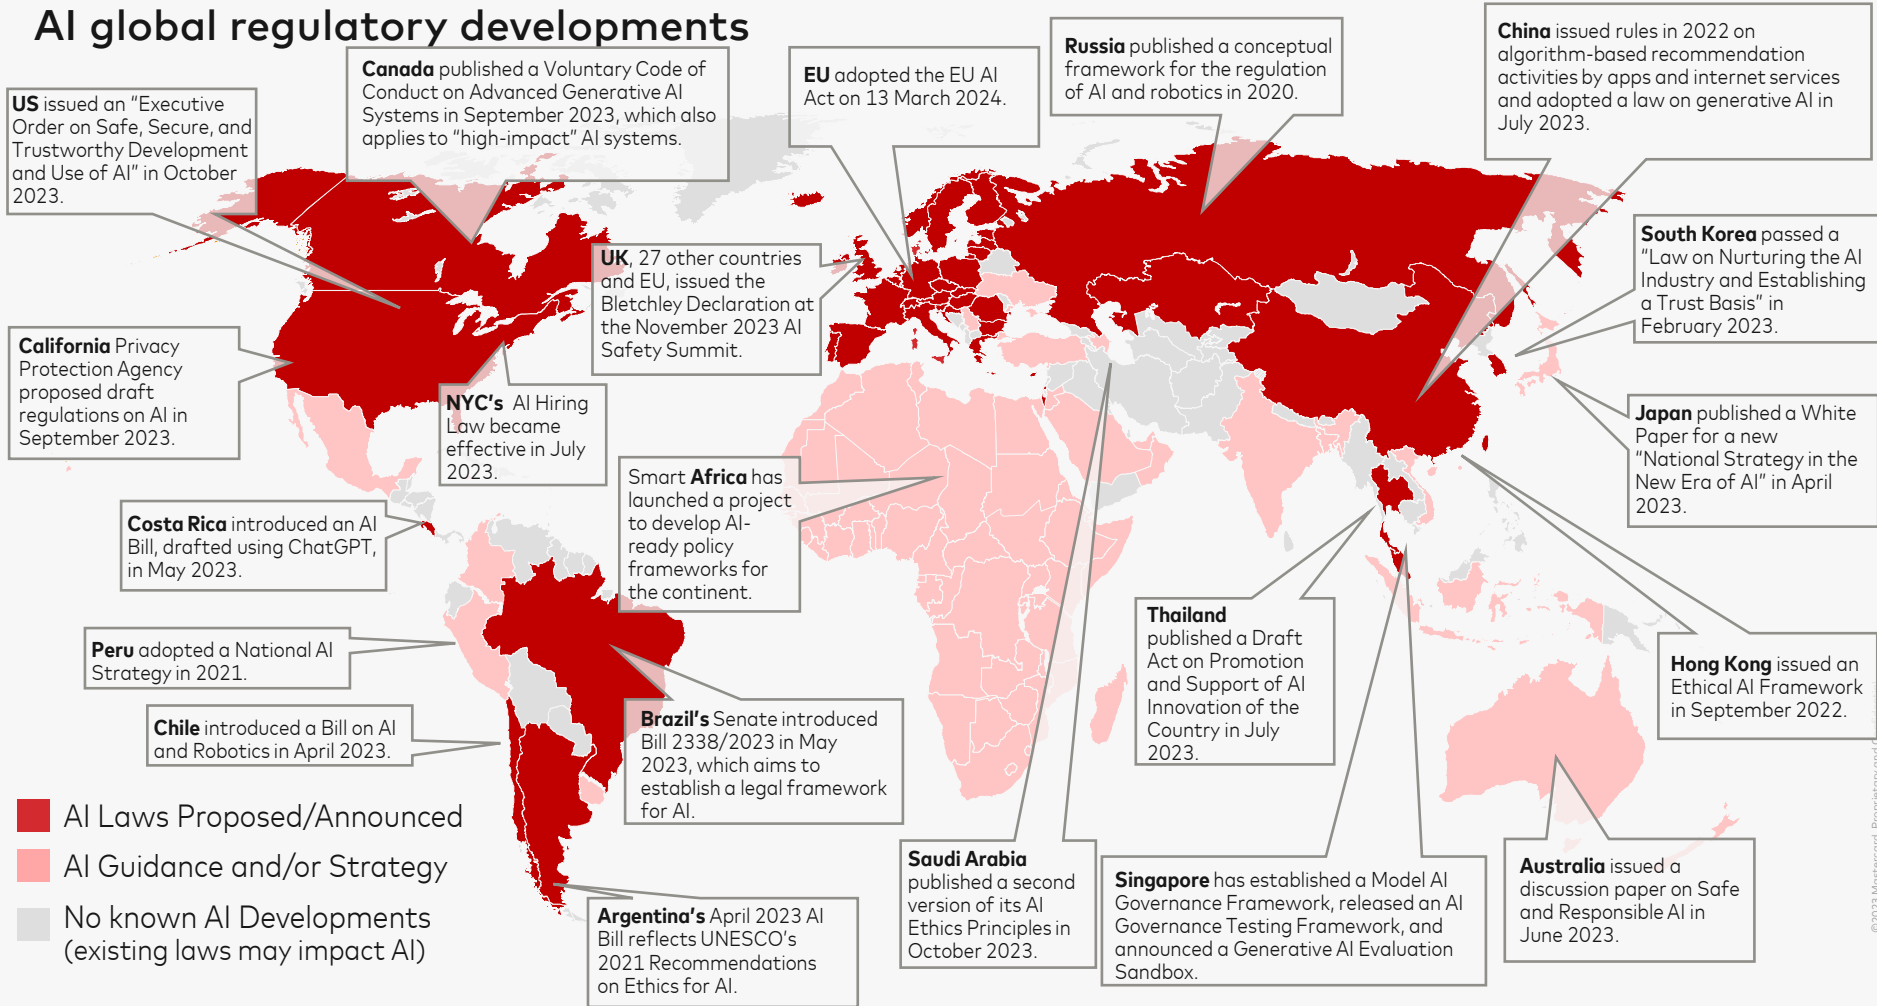 AI global regulatory developments
US issued an “Executive
Order on Safe, Secure, and
Trustworthy Development
and Use of AI” in October
2023.
Canada published a Voluntary Code of
Conduct on Advanced Generative AI
Systems in September 2023, which also
applies to “high-impact” AI systems.
EU adopted the EU AI
Act on 13 March 2024.
Russia published a conceptual
framework for the regulation
of AI and robotics in 2020.
China issued rules in 2022 on
algorithm-based recommendation
activities by apps and internet services
and adopted a law on generative AI in
July 2023.
UK, 27 other countries
and EU, issued the
Bletchley Declaration at
the November 2023 AI
Safety Summit.
South Korea passed a
“Law on Nurturing the AI
Industry and Establishing
a Trust Basis” in
February 2023.
California Privacy
Protection Agency
proposed draft
regulations on AI in
September 2023.
NYC’s AI Hiring
Law became
effective in July
2023.
Japan published a White
Paper for a new
“National Strategy in the
New Era of AI” in April
2023.
Smart Africa has
launched a project
to develop AI-
ready policy
frameworks for
the continent.
Costa Rica introduced an AI
Bill, drafted using ChatGPT,
in May 2023.
Thailand
published a Draft
Act on Promotion
and Support of AI
Innovation of the
Country in July
2023.
Peru adopted a National AI
Strategy in 2021.
Hong Kong issued an
Ethical AI Framework
in September 2022.
Chile introduced a Bill on AI
and Robotics in April 2023.
Brazil’s Senate introduced
Bill 2338/2023 in May
2023, which aims to
establish a legal framework
for AI.
AI Laws Proposed/Announced
AI Guidance and/or Strategy
No known AI Developments
(existing laws may impact AI)
Argentina’s April 2023 AI
Bill reflects UNESCO’s
2021 Recommendations
on Ethics for AI.
Saudi Arabia
published a second
version of its AI
Ethics Principles in
October 2023.
Singapore has established a Model AI
Governance Framework, released an AI
Governance Testing Framework, and
announced a Generative AI Evaluation
Sandbox.
Australia issued a
discussion paper on Safe
and Responsible AI in
June 2023.
©2023 Mastercard. Proprietary and